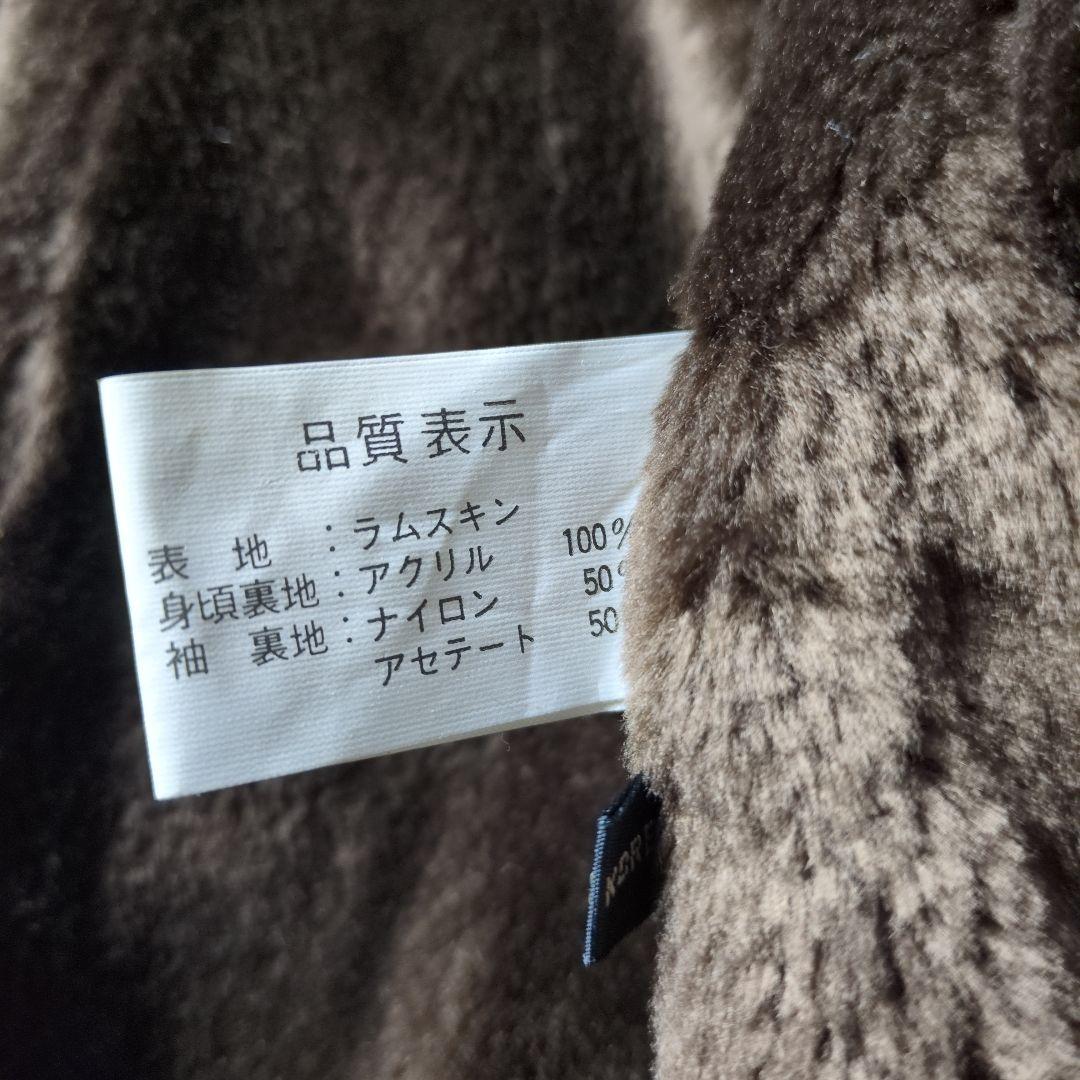 品質表示
表地:ラムスキン
身頃裏地:アクリル 100%
袖裏地:ナイロン 50%
アセテート 50